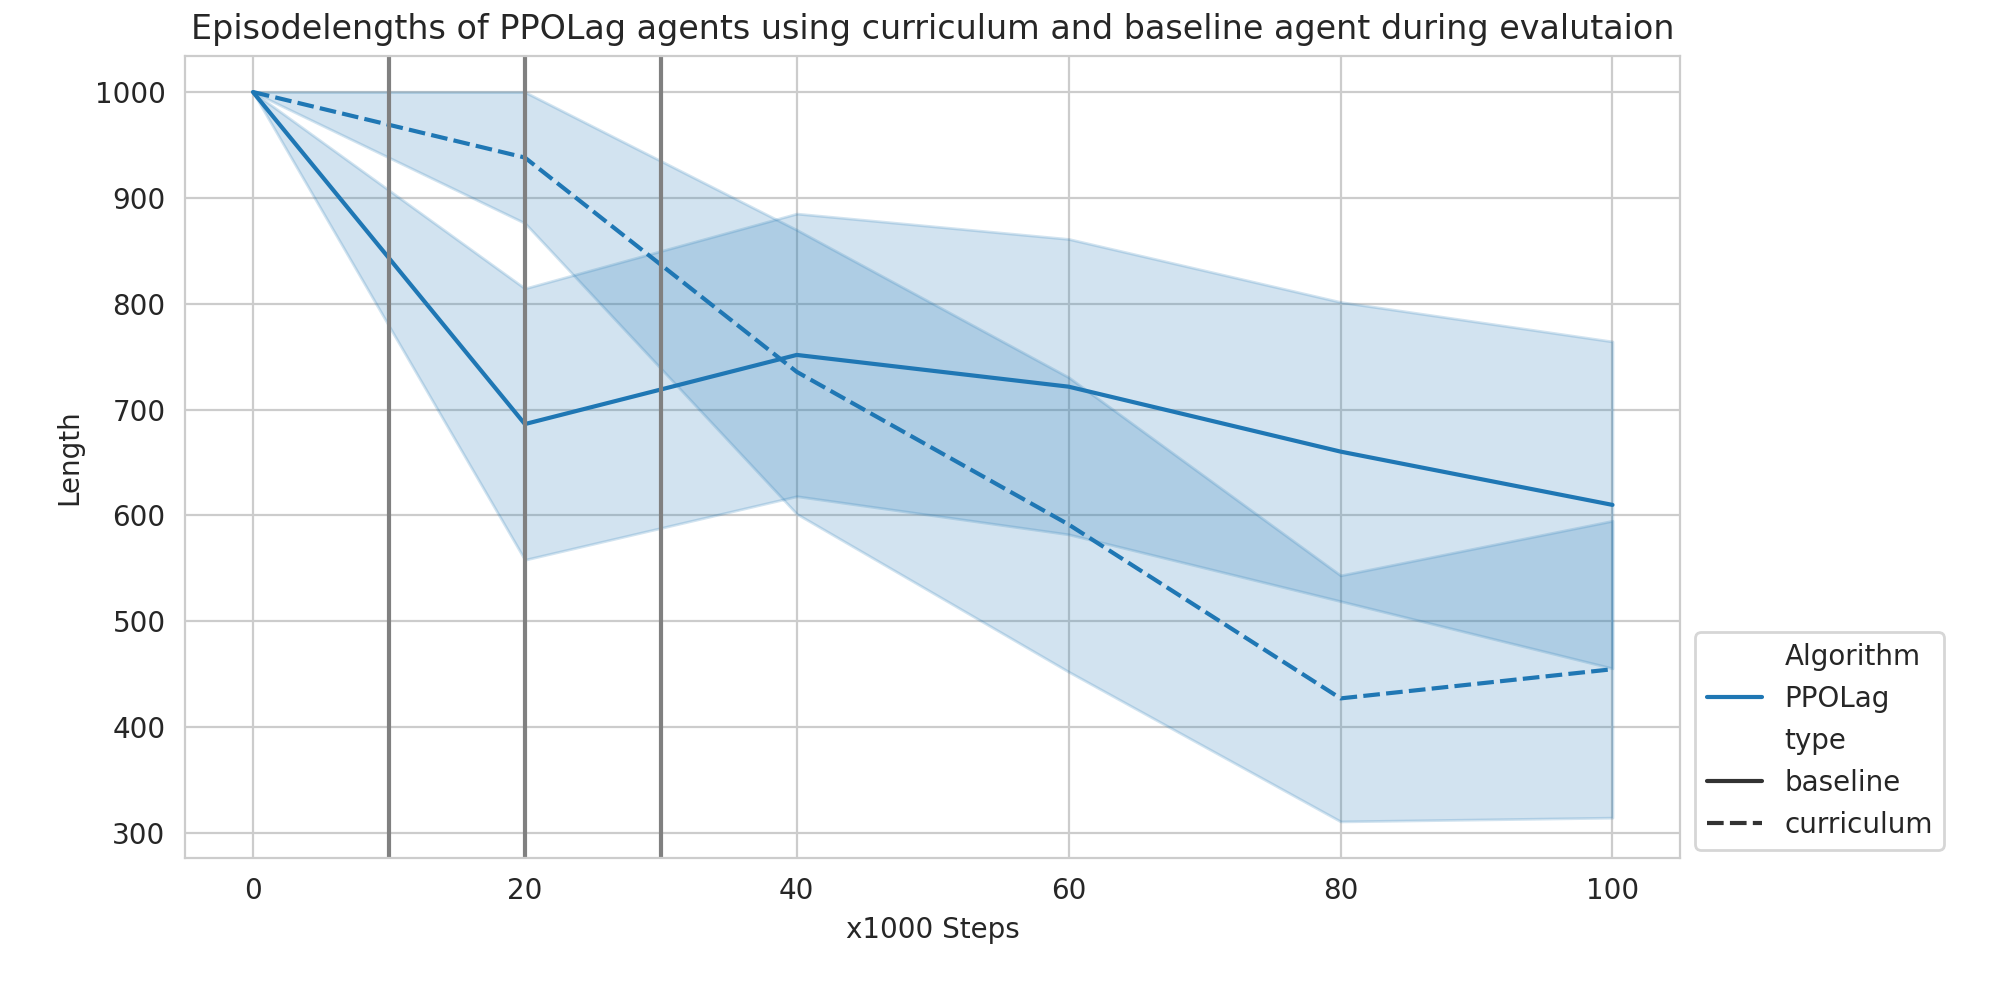 Episodelengths of PPOLag agents using curriculum and baseline agent during evalutaion
1000
900
800
700
600
500
400
300
Length
0 20 40 60 80 100
x1000 Steps
Algorithm
PPOLag
type
baseline
curriculum